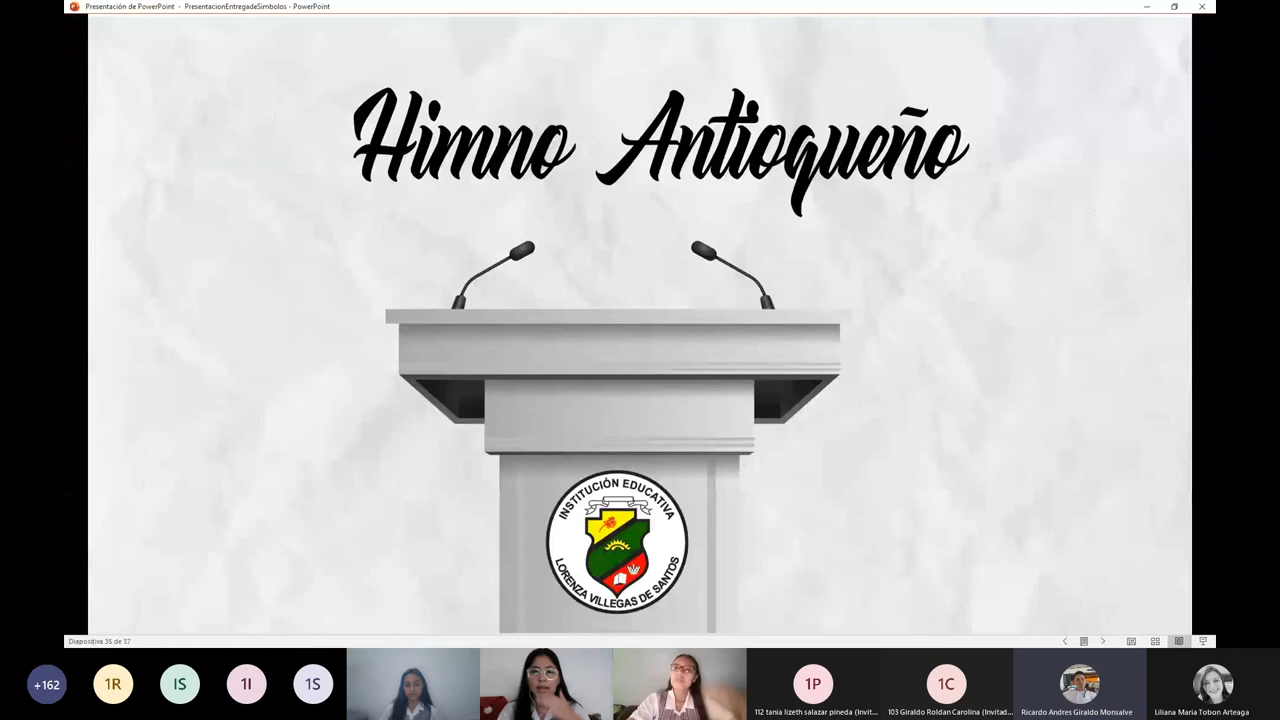 Presentación de PowerPoint - PresentacionEntregadeSimbolos - PowerPoint
Himno Antioqueño
INSTITUCIÓN EDUCATIVA
LORENZA VILLEGAS DE SANTOS
Diapositiva 35 de 37
+162
1R
IS
1I
1S
1P
1C
112 tania lizeth salazar pineda (Invit...
103 Giraldo Roldan Carolina (Invitad...
Ricardo Andres Giraldo Monsalve
Liliana Maria Tobon Arteaga